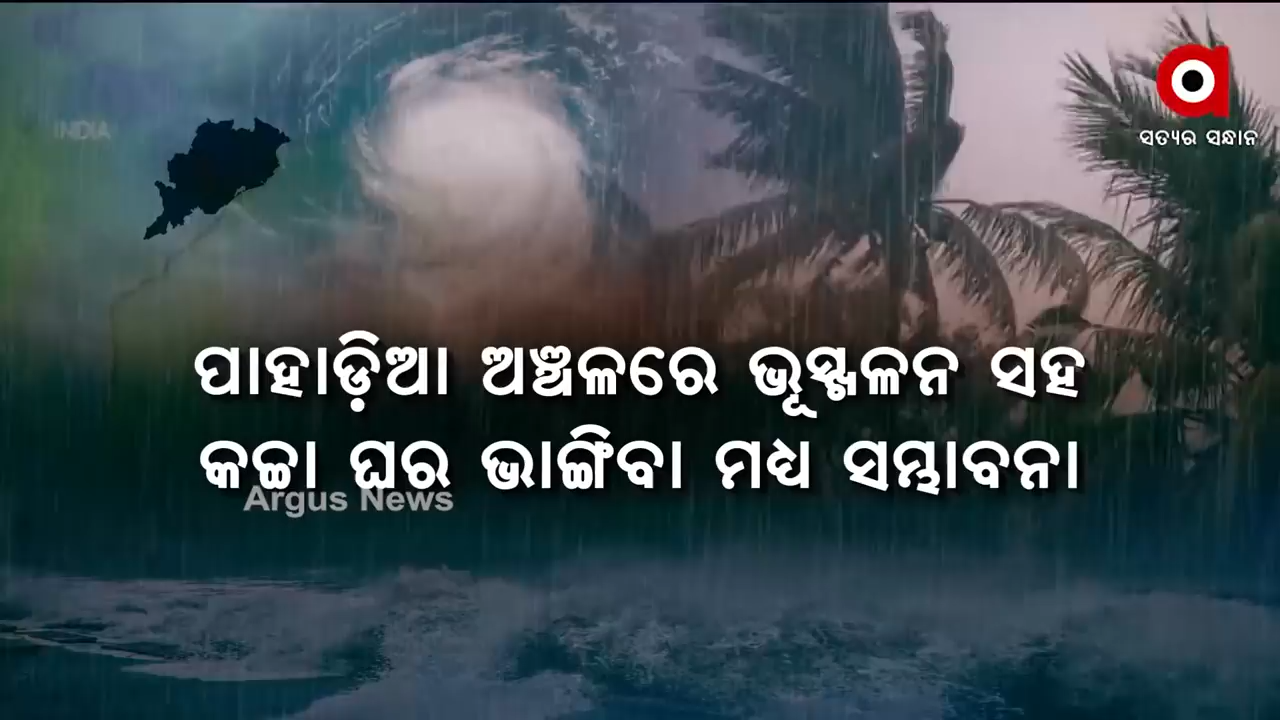 INDIA
ସତ୍ୟର ସନ୍ଧାନ
ପାହାଡ଼ିଆ ଅଞ୍ଚଳରେ ଭୂସ୍ଖଳନ ସହ
କଚ୍ଚା ଘର ଭାଙ୍ଗିବା ମଧ୍ୟ ସମ୍ଭାବନା
Argus News